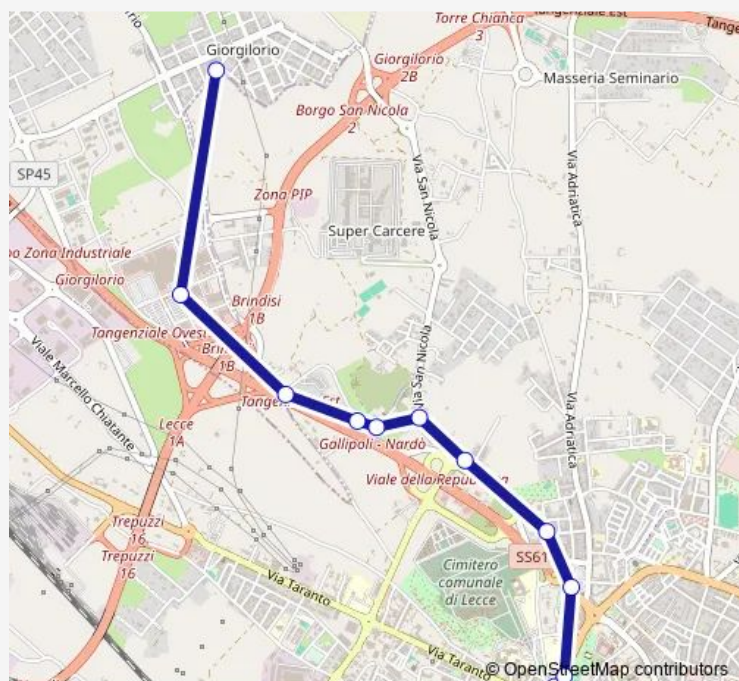 Torre Chianca
3
Tangenziale Est
Giorgilorio
Giorgilorio
2B
Masseria Seminario
Borgo San Nicola
2
SP45
Via San Nicola
Via Adriatica
Zona PIP
Super Carcere
Zona Industriale
Giorgilorio
Brindisi
1B
Tangenziale Ovest
1B
Viale Marcello Chiatante
Via San Nicola
Via Adriatica
Lecce
1A
Gallipoli - Nardò
Viale della Repubblica
Trepuzzi
16
Trepuzzi
16
SS61
Cimitero
comunale
di Lecce
Via Taranto
Via Taranto
© OpenStreetMap contributors